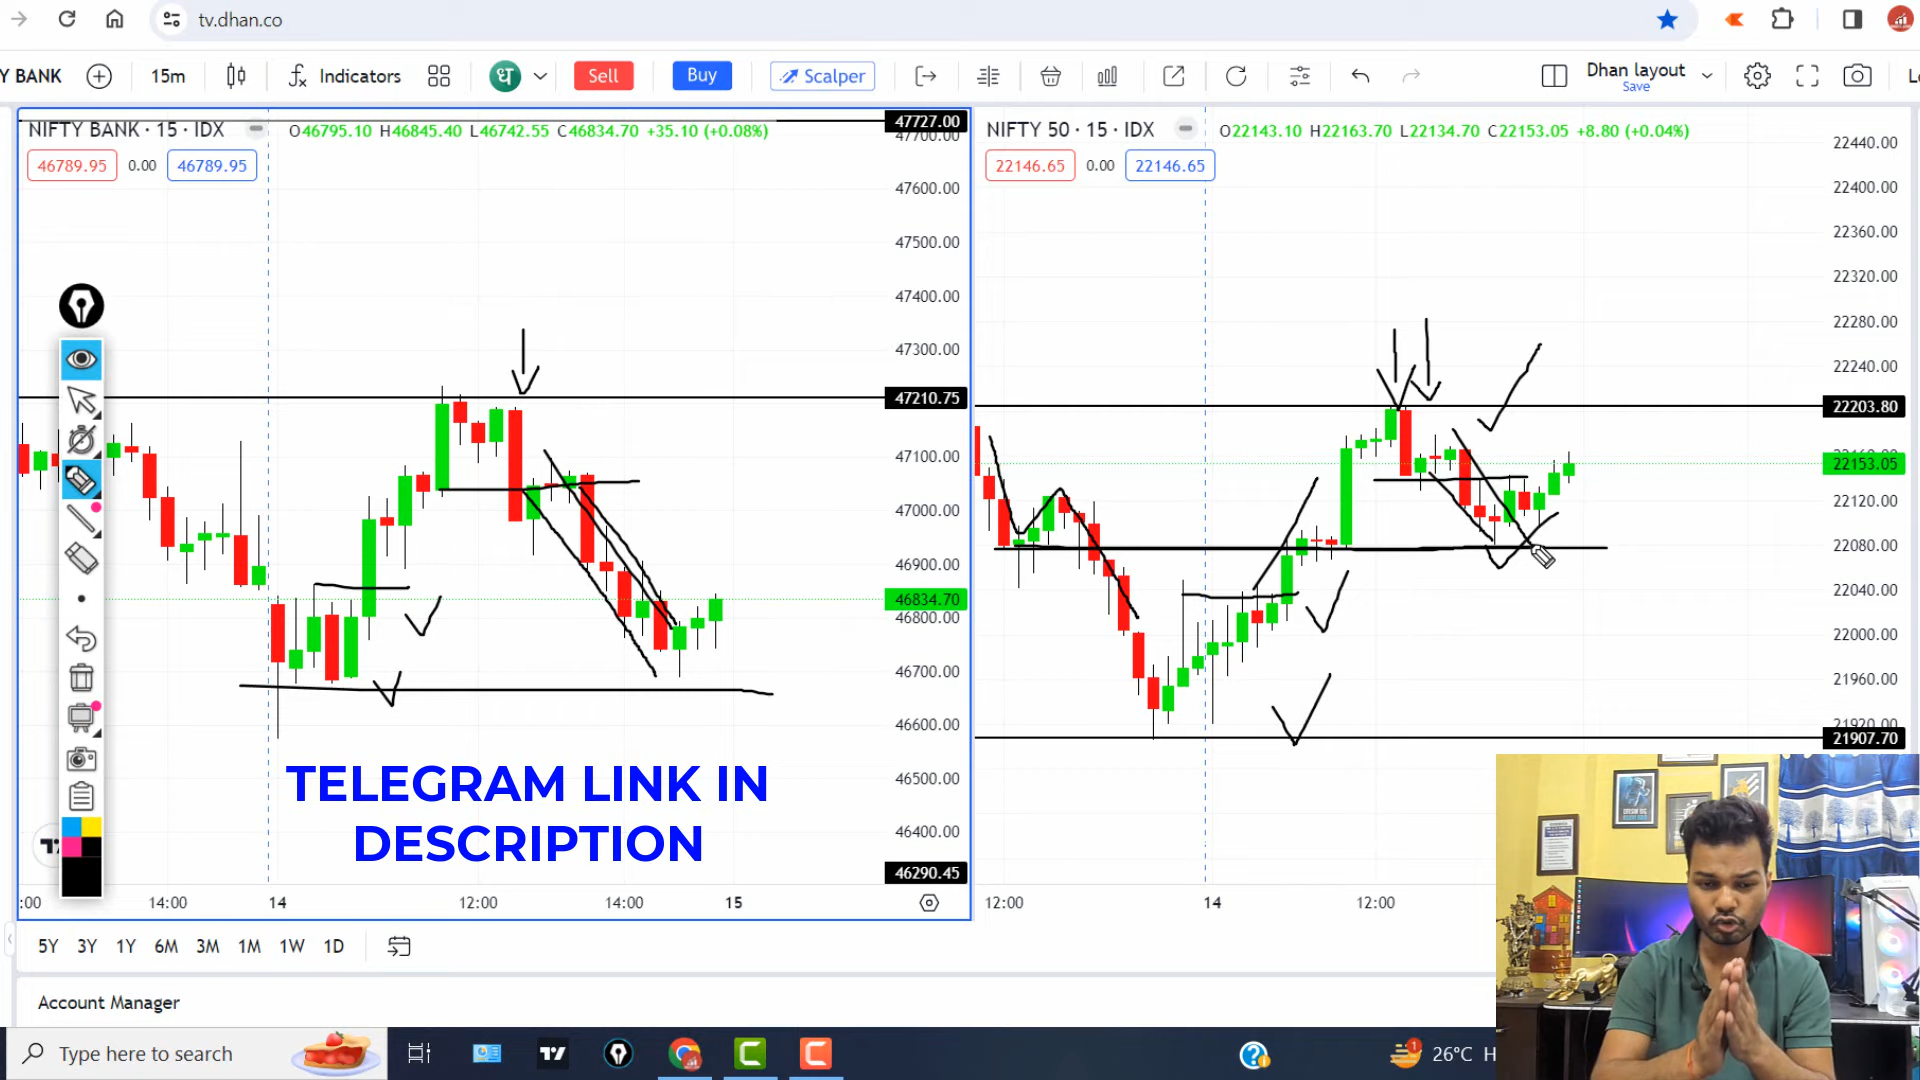 tv.dhan.co
Y BANK 15m Indicators ध Sell Buy Scalper Dhan layout
Save
NIFTY BANK · 15 · IDX O46795.10 H46845.40 L46742.55 C46834.70 +35.10 (+0.08%)
46789.95 0.00 46789.95
47727.00
47700.00
47600.00
47500.00
47400.00
47300.00
47210.75
47100.00
47000.00
46900.00
46834.70
46800.00
46700.00
46600.00
46500.00
46400.00
46290.45
TELEGRAM LINK IN
DESCRIPTION
:00 14:00 14 12:00 14:00 15
NIFTY 50 · 15 · IDX O22143.10 H22163.70 L22134.70 C22153.05 +8.80 (+0.04%)
22146.65 0.00 22146.65
22440.00
22400.00
22360.00
22320.00
22280.00
22240.00
22203.80
22153.05
22120.00
22080.00
22040.00
22000.00
21960.00
21920.00
21907.70
12:00 14 12:00
5Y 3Y 1Y 6M 3M 1M 1W 1D
Account Manager
Type here to search
1 26°C H